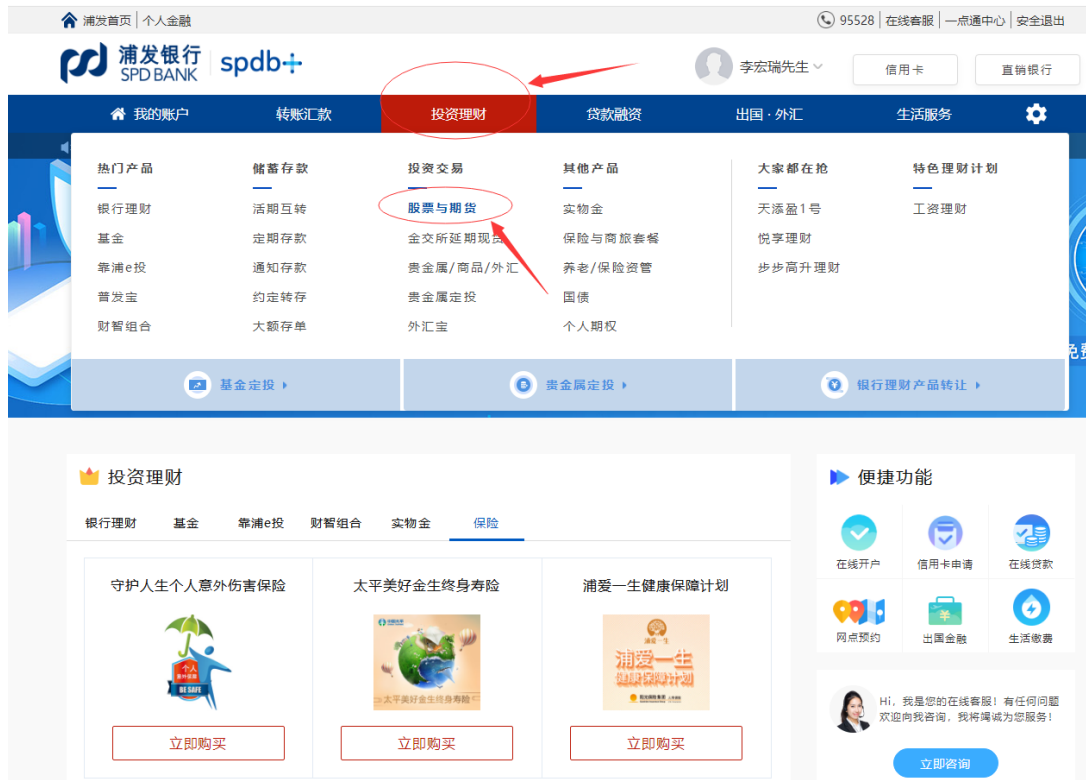 浦发首页 个人金融 95528 在线客服 一点通中心 安全退出
浦发银行 SPD BANK spdb+ 李宏瑞先生 信用卡 直销银行
我的账户 转账汇款 投资理财 贷款融资 出国·外汇 生活服务
热门产品 储蓄存款 投资交易 其他产品 大家都在抢 特色理财计划
银行理财 活期互转 股票与期货 实物金 天添盈1号 工资理财
基金 定期存款 金交所延期现货 保险与商旅套餐 悦享理财
靠浦e投 通知存款 贵金属/商品/外汇 养老/保险资管 步步高升理财
普发宝 约定转存 贵金属定投 国债
财智组合 大额存单 外汇宝 个人期权
基金定投 贵金属定投 银行理财产品转让
投资理财
银行理财 基金 靠浦e投 财智组合 实物金 保险
守护人生个人意外伤害保险 太平美好金生终身寿险 浦爱一生健康保障计划
个人
意外保险
BE SAFE
太平美好金生终身寿险
浦爱一生
浦爱一生
健康保障计划
立即购买 立即购买 立即购买
便捷功能
在线开户 信用卡申请 在线贷款
网点预约 出国金融 生活缴费
Hi，我是您的在线客服！有任何问题
欢迎向我咨询，我将竭诚为您服务！
立即咨询